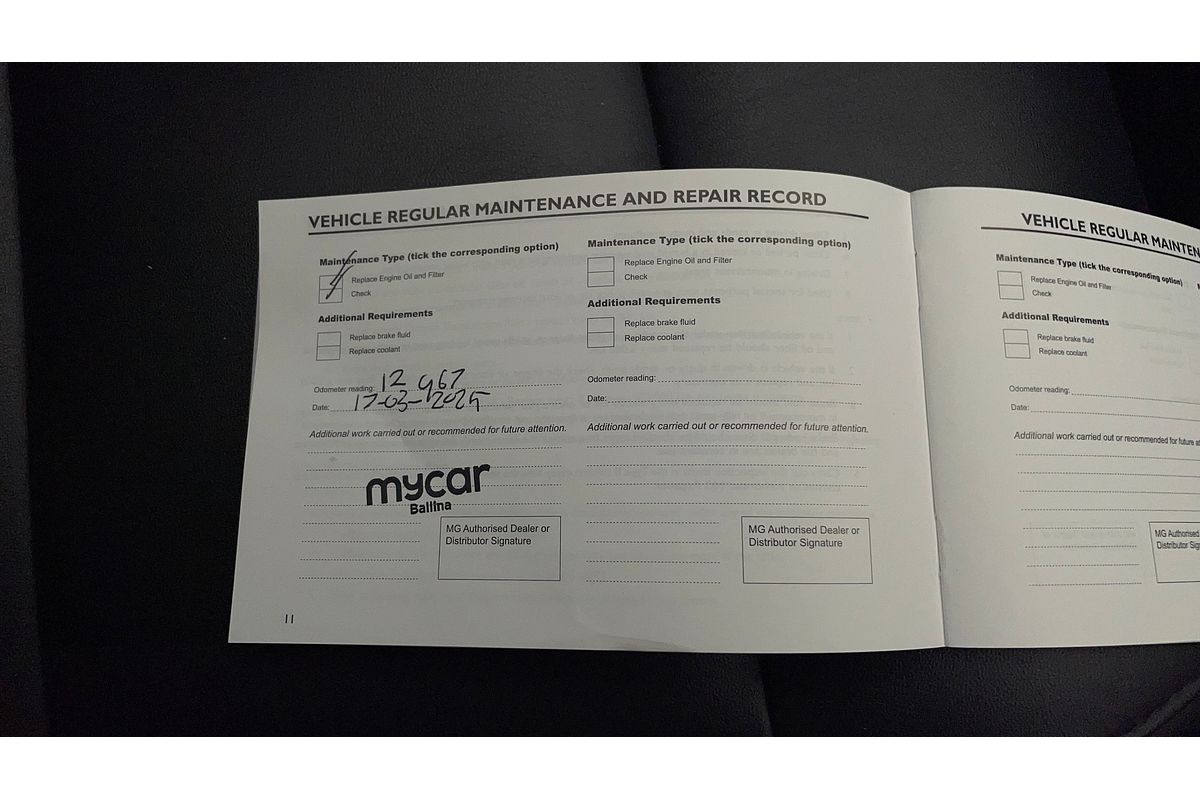 VEHICLE REGULAR MAINTENANCE AND REPAIR RECORD
Maintenance Type (tick the corresponding option)
Replace Engine Oil and Filter
Check
Additional Requirements
Replace brake fluid
Replace coolant
Odometer reading: 12 967
Date: 17-03-2025
Additional work carried out or recommended for future attention.
mycar
Ballina
MG Authorised Dealer or
Distributor Signature
11
Maintenance Type (tick the corresponding option)
Replace Engine Oil and Filter
Check
Additional Requirements
Replace brake fluid
Replace coolant
Odometer reading:
Date:
Additional work carried out or recommended for future attention.
MG Authorised Dealer or
Distributor Signature
VEHICLE REGULAR MAINTEN
Maintenance Type (tick the corresponding option)
Replace Engine Oil and Filter
Check
Additional Requirements
Replace brake fluid
Replace coolant
Odometer reading:
Date:
Additional work carried out or recommended for future
MG Authorised
Distributor